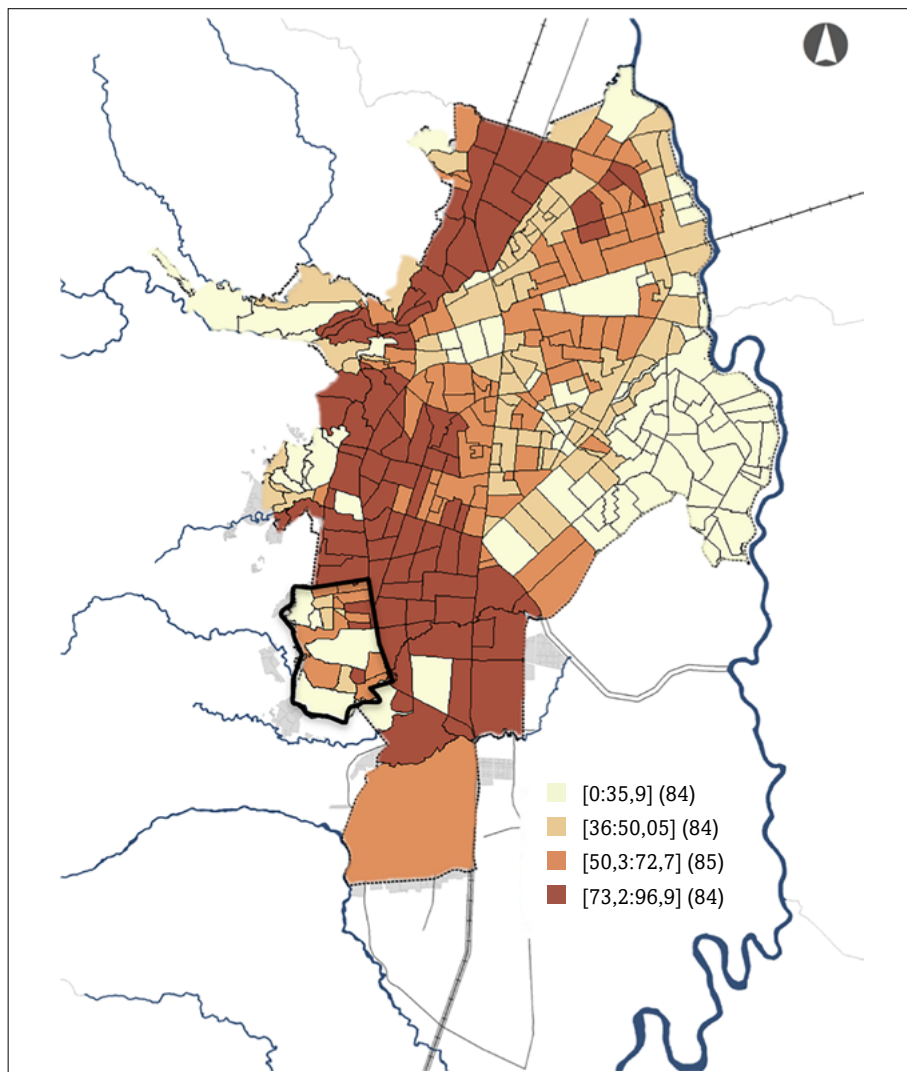 [0:35,9] (84)
[36:50,05] (84)
[50,3:72,7] (85)
[73,2:96,9] (84)